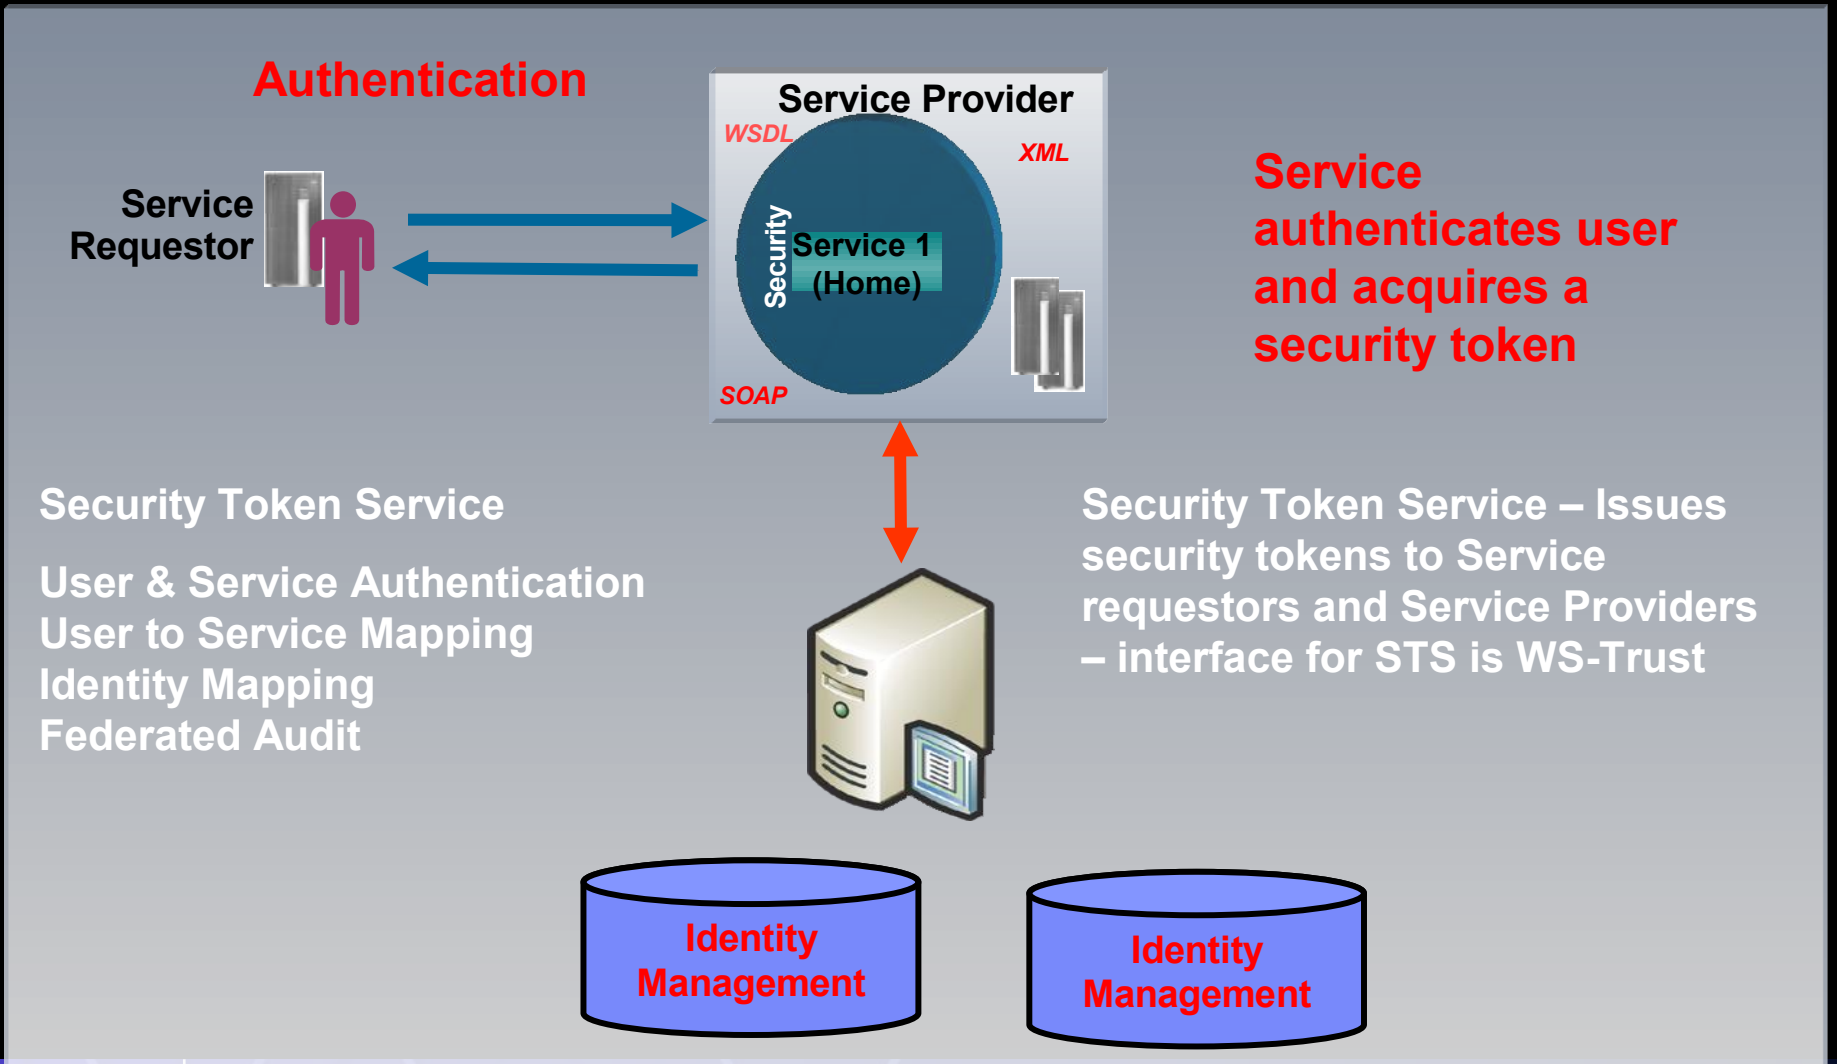 Authentication
Service Provider
WSDL
XML
Service
Requestor
Security
Service 1
(Home)
SOAP
Service
authenticates user
and acquires a
security token
Security Token Service
User & Service Authentication
User to Service Mapping
Identity Mapping
Federated Audit
Security Token Service – Issues
security tokens to Service
requestors and Service Providers
– interface for STS is WS-Trust
Identity
Management
Identity
Management